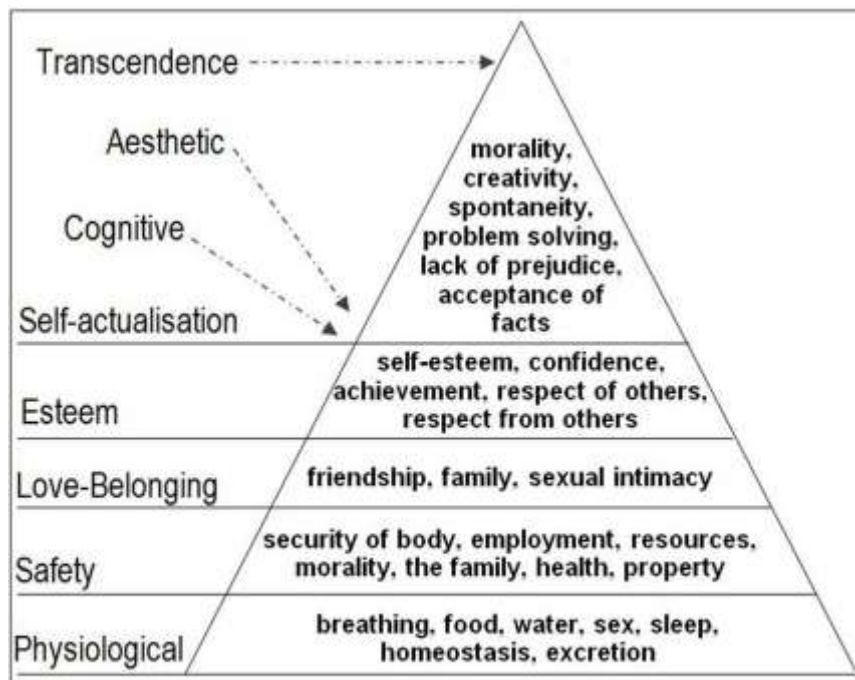 Transcendence
Aesthetic
Cognitive
morality,
creativity,
spontaneity,
problem solving,
lack of prejudice,
acceptance of
facts
Self-actualisation
self-esteem, confidence,
achievement, respect of others,
respect from others
Esteem
friendship, family, sexual intimacy
Love-Belonging
security of body, employment, resources,
morality, the family, health, property
Safety
breathing, food, water, sex, sleep,
homeostasis, excretion
Physiological